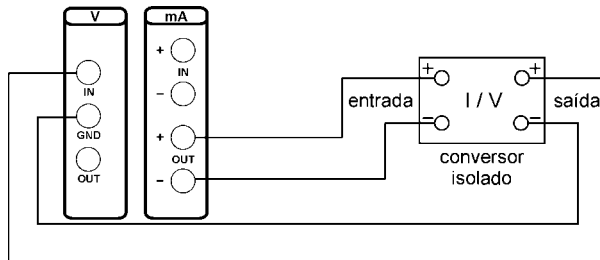 V
IN
GND
OUT
mA
+
IN
−
+
OUT
−
entrada
+
−
I / V
+
−
saída
conversor
isolado